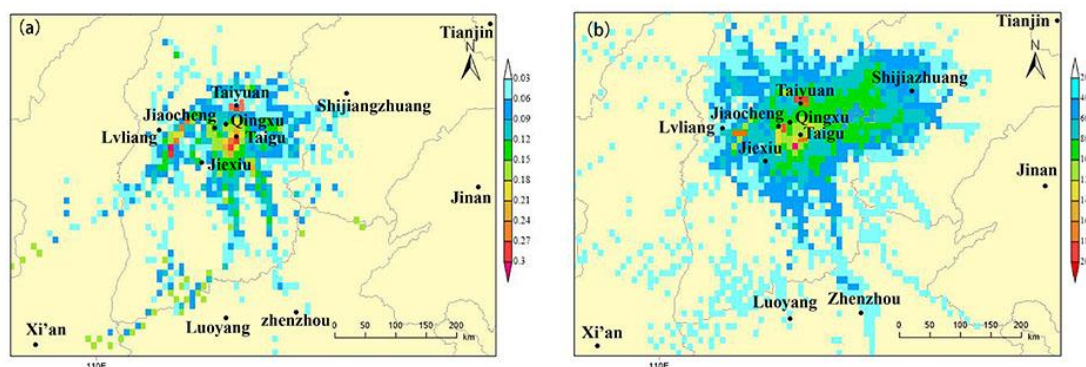 (a)
Tianjin
N
Taiyuan
Shijiangzhuang
Jiaocheng
Qingxu
Lvliang
Taigu
Jiexiu
Jinan
Luoyang
zhenzhou
Xi'an
0 50 100 200
km
110E
0.03
0.06
0.09
0.12
0.15
0.18
0.21
0.24
0.27
0.3
(b)
Tianjin
N
Shijiazhuang
Taiyuan
Jiaocheng
Qingxu
Lvliang
Taigu
Jiexiu
Jinan
Luoyang
Zhenzhou
Xi'an
0 50 100 200
km
110E